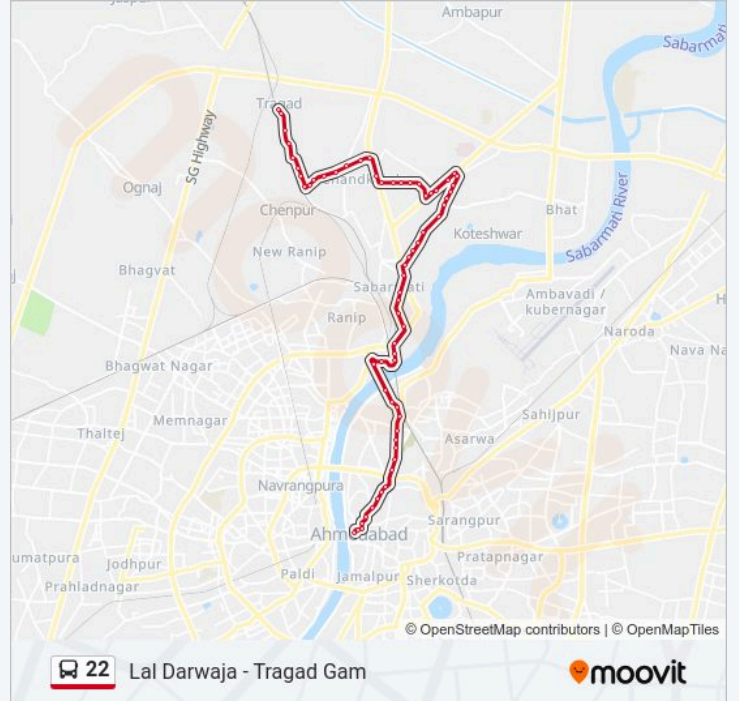 Jaspur
Ambapur
Sabarmati
Tragad
SG Highway
Ognaj
Chenpur
Bhat
Sabarmati River
Koteshwar
New Ranip
Bhagvat
Sabarmati
Ambavadi /
kubernagar
Ranip
Naroda
Nava Na
Bhagwat Nagar
Memnagar
Sahijpur
Thaltej
Asarwa
Navrangpura
Sarangpur
Ahmedabad
umatpura
Jodhpur
Pratapnagar
Paldi
Jamalpur
Sherkotda
Prahladnagar
© OpenStreetMap contributors | © OpenMapTiles
22 Lal Darwaja - Tragad Gam
moovit